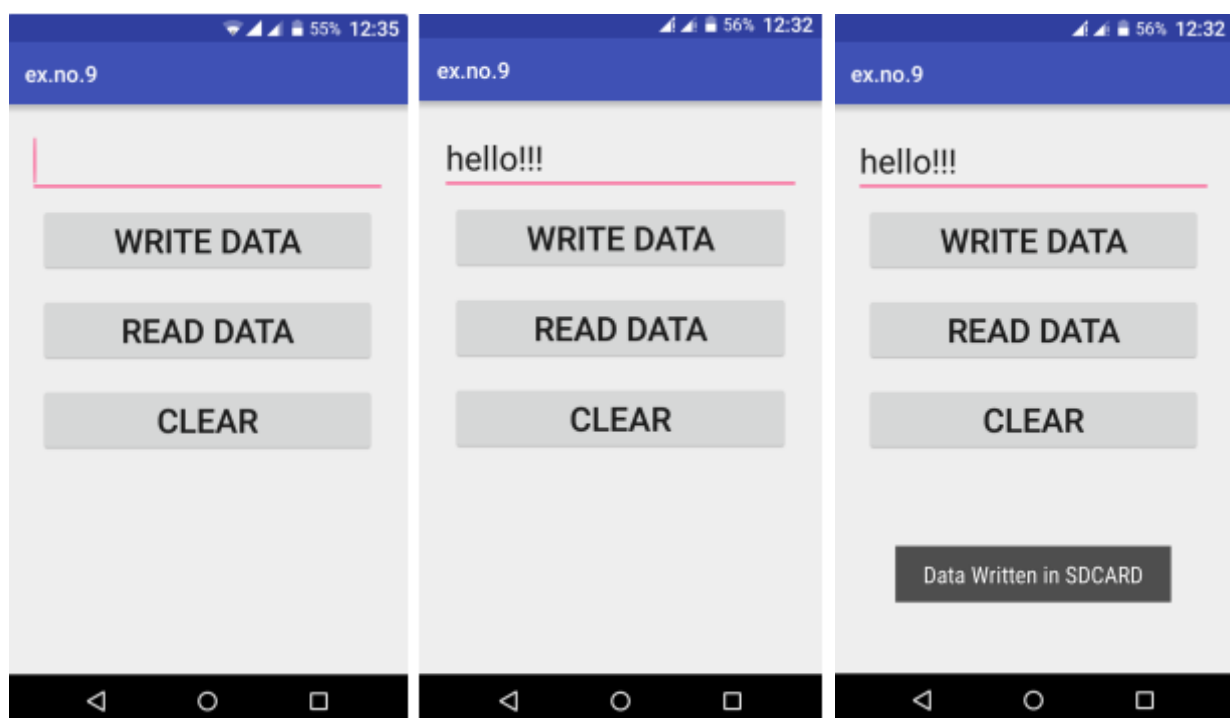 55% 12:35
ex.no.9
WRITE DATA
READ DATA
CLEAR
56% 12:32
ex.no.9
hello!!!
WRITE DATA
READ DATA
CLEAR
56% 12:32
ex.no.9
hello!!!
WRITE DATA
READ DATA
CLEAR
Data Written in SDCARD